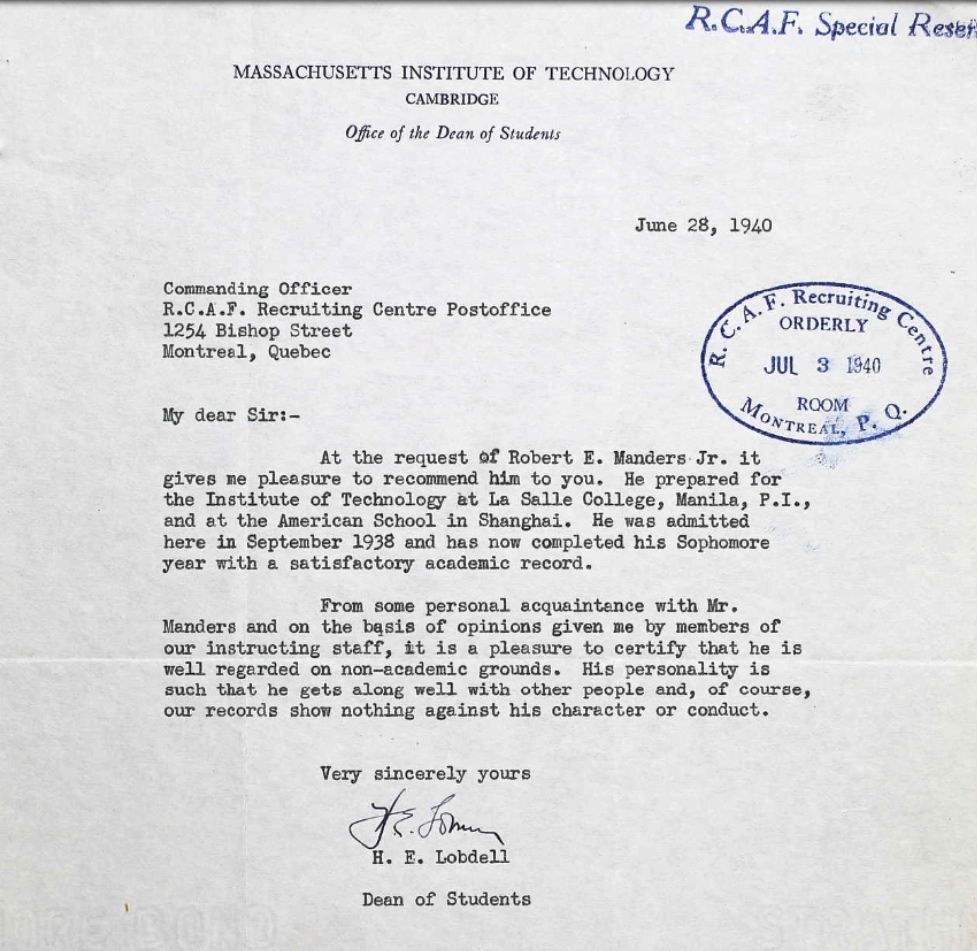 R.C.A.F. Special
MASSACHUSETTS INSTITUTE OF TECHNOLOGY
CAMBRIDGE
Office of the Dean of Students
June 28, 1940
Commanding Officer
R.C.A.F. Recruiting Centre Postoffice
1254 Bishop Street
Montreal, Quebec
R.C.A.F. Recruiting Centre
ORDERLY
JUL 3 1940
ROOM
MONTREAL, P. Q.
My dear Sir:-
At the request of Robert E. Manders Jr. it
gives me pleasure to recommend him to you. He prepared for
the Institute of Technology at La Salle College, Manila, P.I.,
and at the American School in Shanghai. He was admitted
here in September 1938 and has now completed his Sophomore
year with a satisfactory academic record.
From some personal acquaintance with Mr.
Manders and on the basis of opinions given me by members of
our instructing staff, it is a pleasure to certify that he is
well regarded on non-academic grounds. His personality is
such that he gets along well with other people and, of course,
our records show nothing against his character or conduct.
Very sincerely yours
H. E. Lobdell
Dean of Students